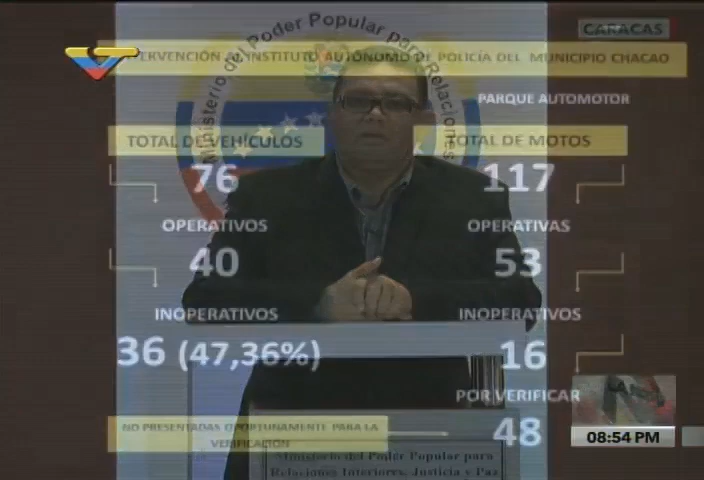 CARACAS
INTERVENCIÓN A INSTITUTO AUTÓNOMO DE POLICÍA DEL MUNICIPIO CHACAO
Ministerio del Poder Popular para Relaciones
PARQUE AUTOMOTOR
TOTAL DE VEHÍCULOS
TOTAL DE MOTOS
76
117
OPERATIVOS
OPERATIVAS
40
53
INOPERATIVOS
INOPERATIVOS
36 (47,36%)
16
POR VERIFICAR
48
NO PRESENTADAS OPORTUNAMENTE PARA LA
VERIFICACIÓN
08:54 PM
Ministerio del Poder Popular para
Relaciones Interiores, Justicia y Paz